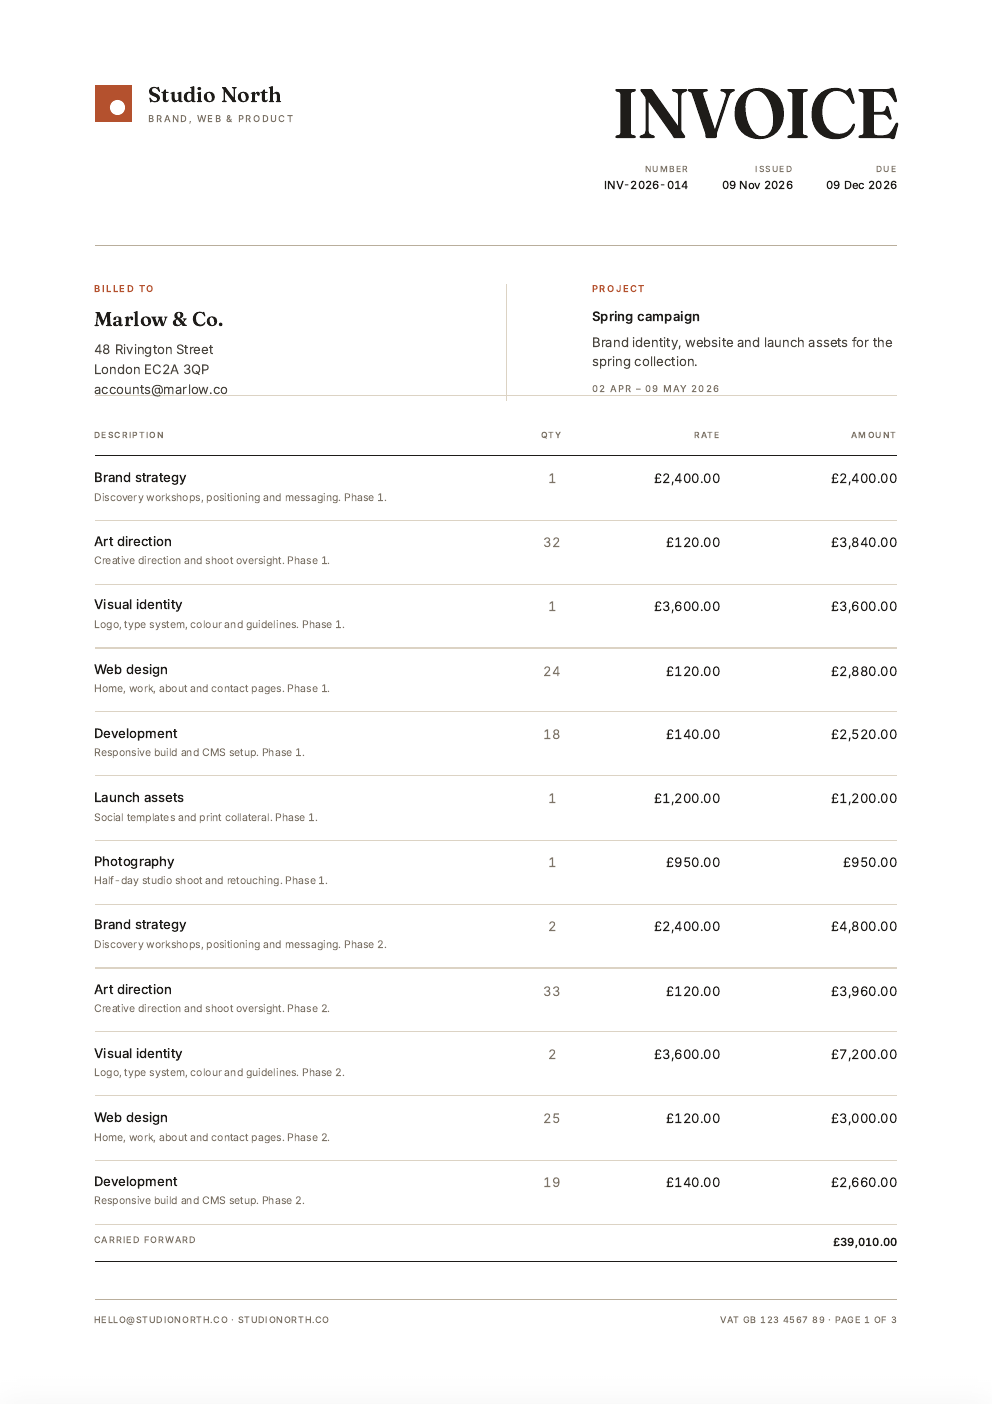 Studio North
BRAND, WEB & PRODUCT
INVOICE
NUMBER ISSUED DUE
INV-2026-014 09 Nov 2026 09 Dec 2026
BILLED TO
Marlow & Co.
48 Rivington Street
London EC2A 3QP
accounts@marlow.co
PROJECT
Spring campaign
Brand identity, website and launch assets for the
spring collection.
02 APR – 09 MAY 2026
DESCRIPTION QTY RATE AMOUNT
Brand strategy 1 £2,400.00 £2,400.00
Discovery workshops, positioning and messaging. Phase 1.
Art direction 32 £120.00 £3,840.00
Creative direction and shoot oversight. Phase 1.
Visual identity 1 £3,600.00 £3,600.00
Logo, type system, colour and guidelines. Phase 1.
Web design 24 £120.00 £2,880.00
Home, work, about and contact pages. Phase 1.
Development 18 £140.00 £2,520.00
Responsive build and CMS setup. Phase 1.
Launch assets 1 £1,200.00 £1,200.00
Social templates and print collateral. Phase 1.
Photography 1 £950.00 £950.00
Half-day studio shoot and retouching. Phase 1.
Brand strategy 2 £2,400.00 £4,800.00
Discovery workshops, positioning and messaging. Phase 2.
Art direction 33 £120.00 £3,960.00
Creative direction and shoot oversight. Phase 2.
Visual identity 2 £3,600.00 £7,200.00
Logo, type system, colour and guidelines. Phase 2.
Web design 25 £120.00 £3,000.00
Home, work, about and contact pages. Phase 2.
Development 19 £140.00 £2,660.00
Responsive build and CMS setup. Phase 2.
CARRIED FORWARD £39,010.00
HELLO@STUDIONORTH.CO · STUDIONORTH.CO VAT GB 123 4567 89 · PAGE 1 OF 3